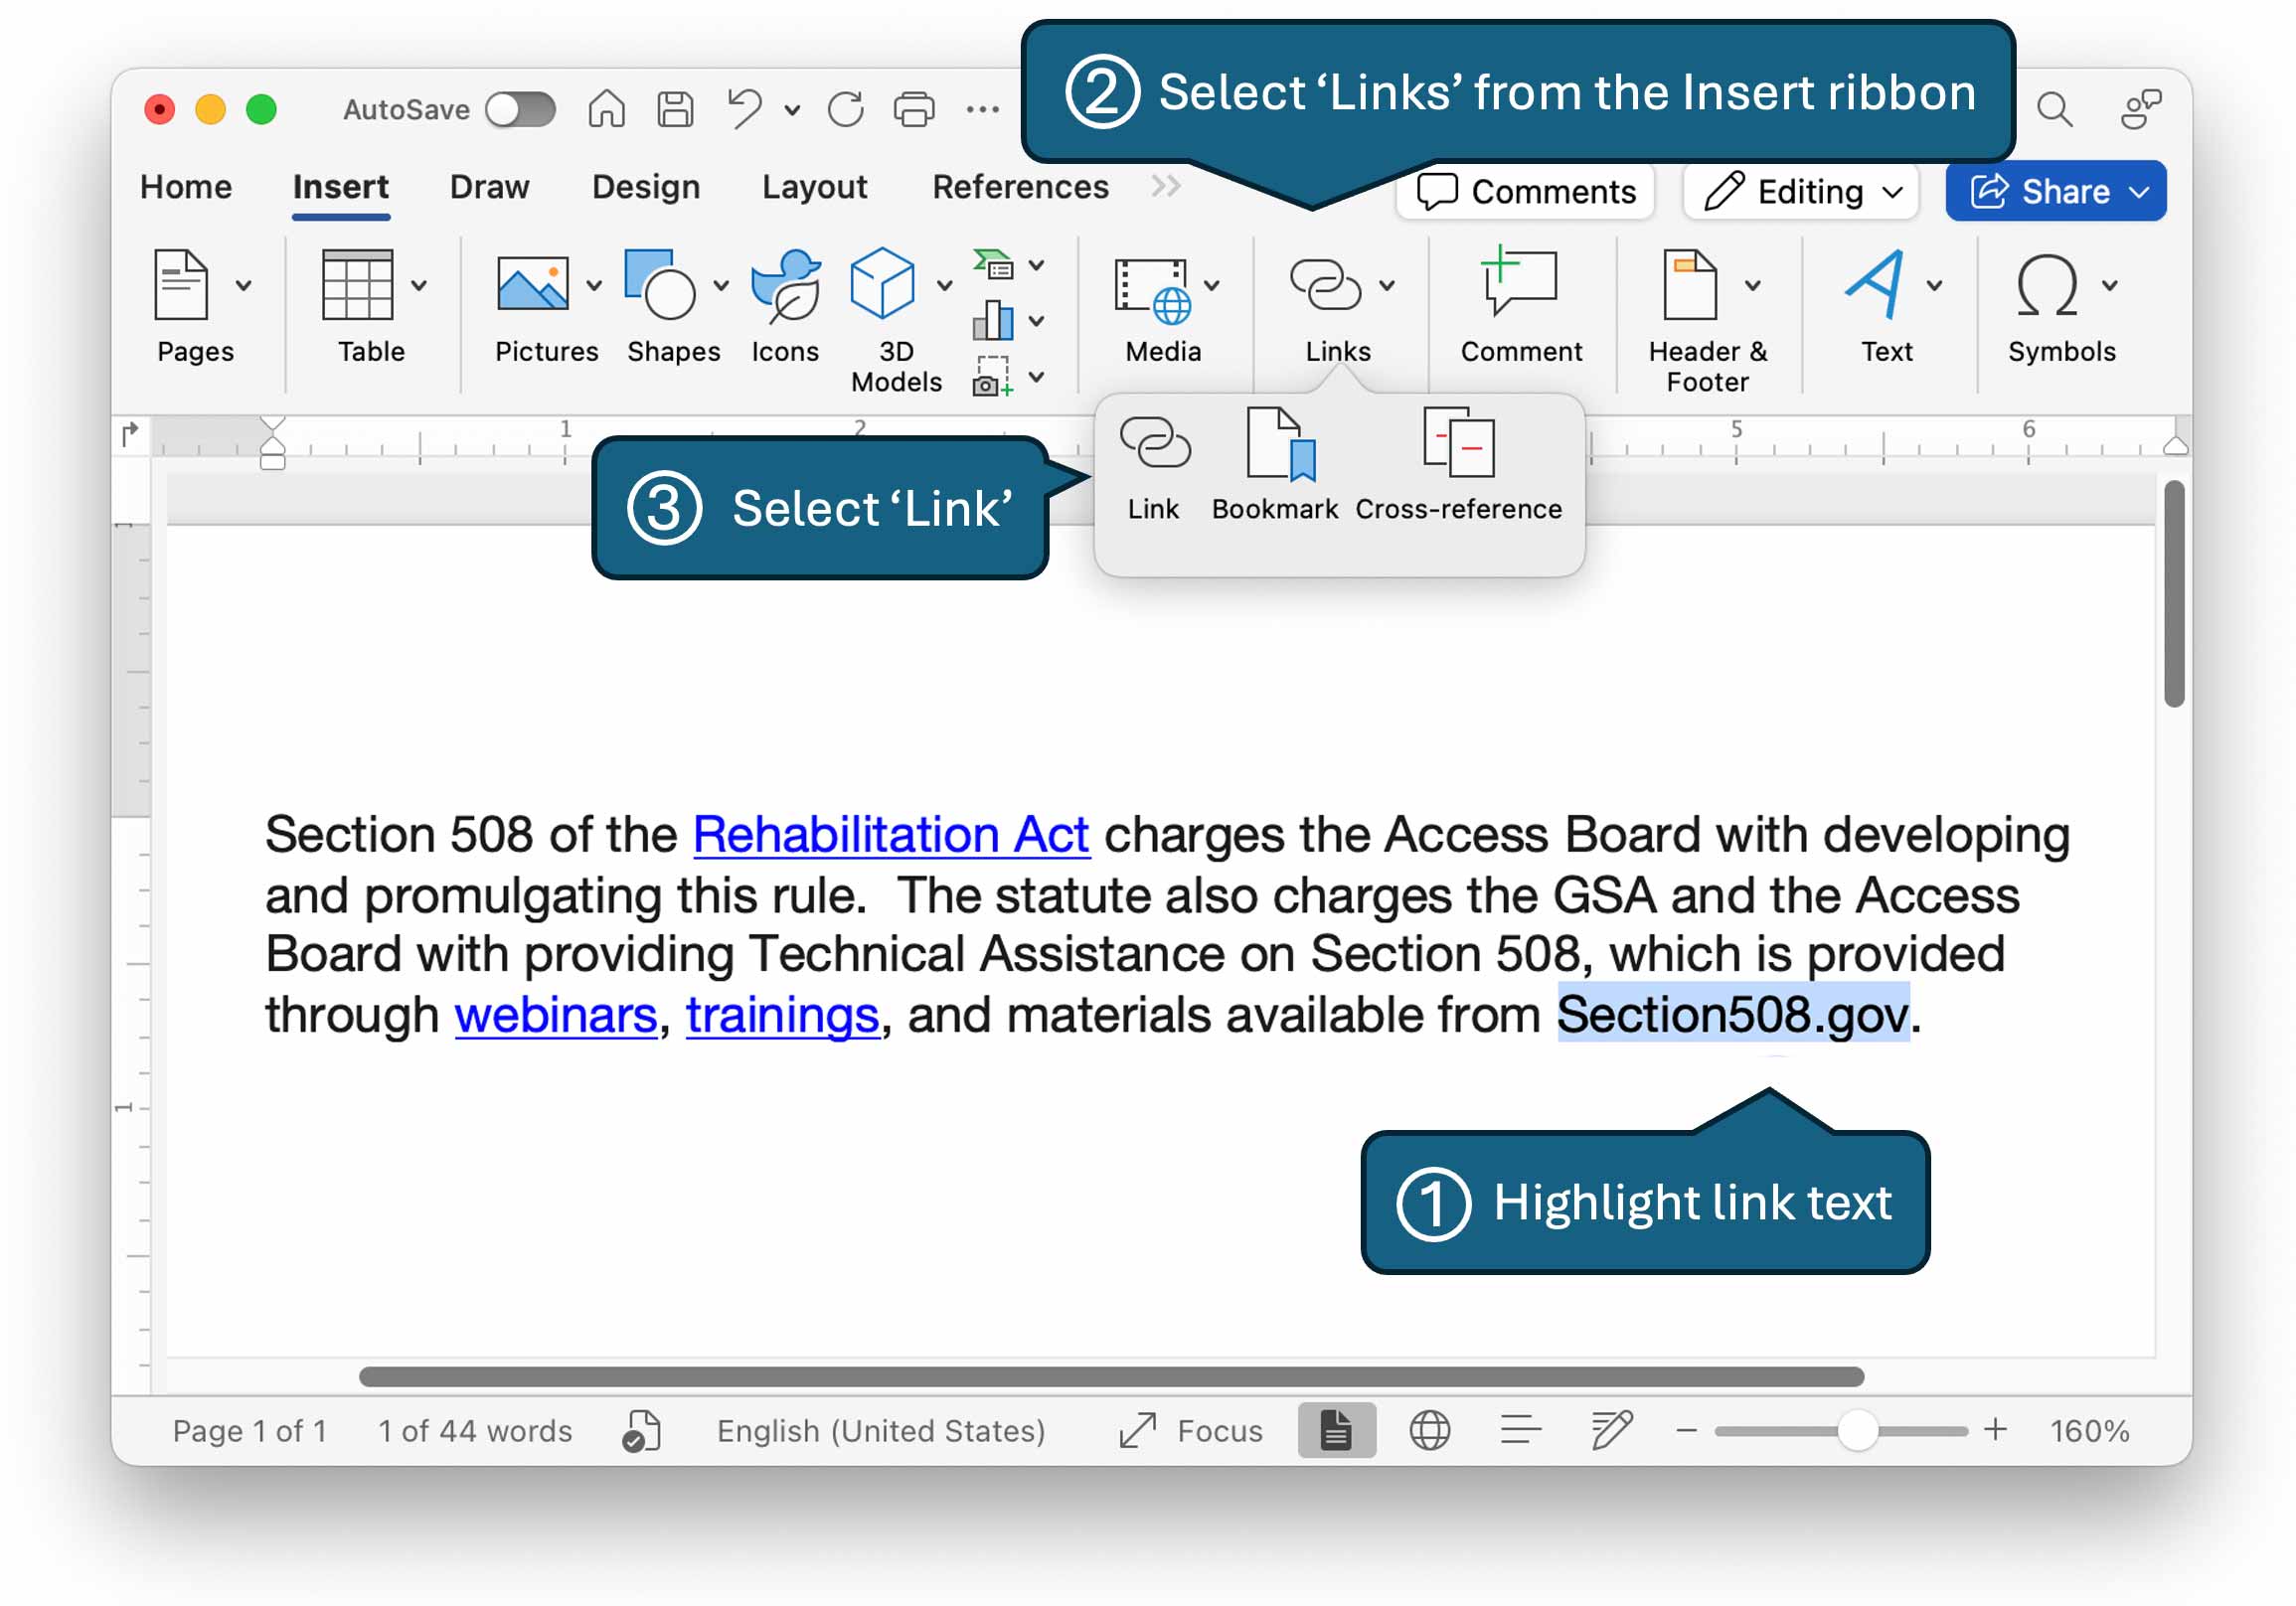 ② Select ‘Links’ from the Insert ribbon
AutoSave
Home Insert Draw Design Layout References Comments Editing Share
Pages Table Pictures Shapes Icons 3D Models Media Links Comment Header & Footer Text Symbols
1 2 5 6
③ Select ‘Link’
Link Bookmark Cross-reference
1
Section 508 of the Rehabilitation Act charges the Access Board with developing
and promulgating this rule.  The statute also charges the GSA and the Access
Board with providing Technical Assistance on Section 508, which is provided
through webinars, trainings, and materials available from Section508.gov.
1
① Highlight link text
Page 1 of 1 1 of 44 words English (United States) Focus 160%